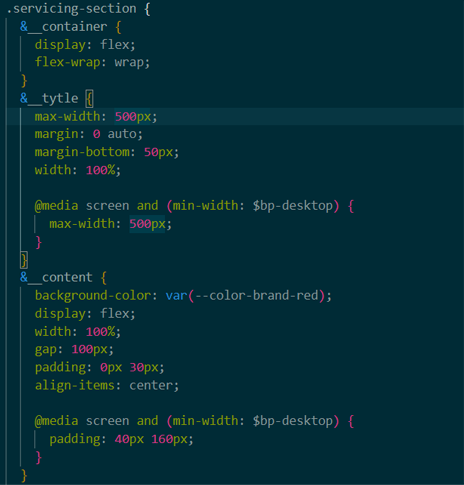 .servicing-section {
&__container {
display: flex;
flex-wrap: wrap;
}
&__tytle {
max-width: 500px;
margin: 0 auto;
margin-bottom: 50px;
width: 100%;
@media screen and (min-width: $bp-desktop) {
max-width: 500px;
}
}
&__content {
background-color: var(--color-brand-red);
display: flex;
width: 100%;
gap: 100px;
padding: 0px 30px;
align-items: center;
@media screen and (min-width: $bp-desktop) {
padding: 40px 160px;
}
}